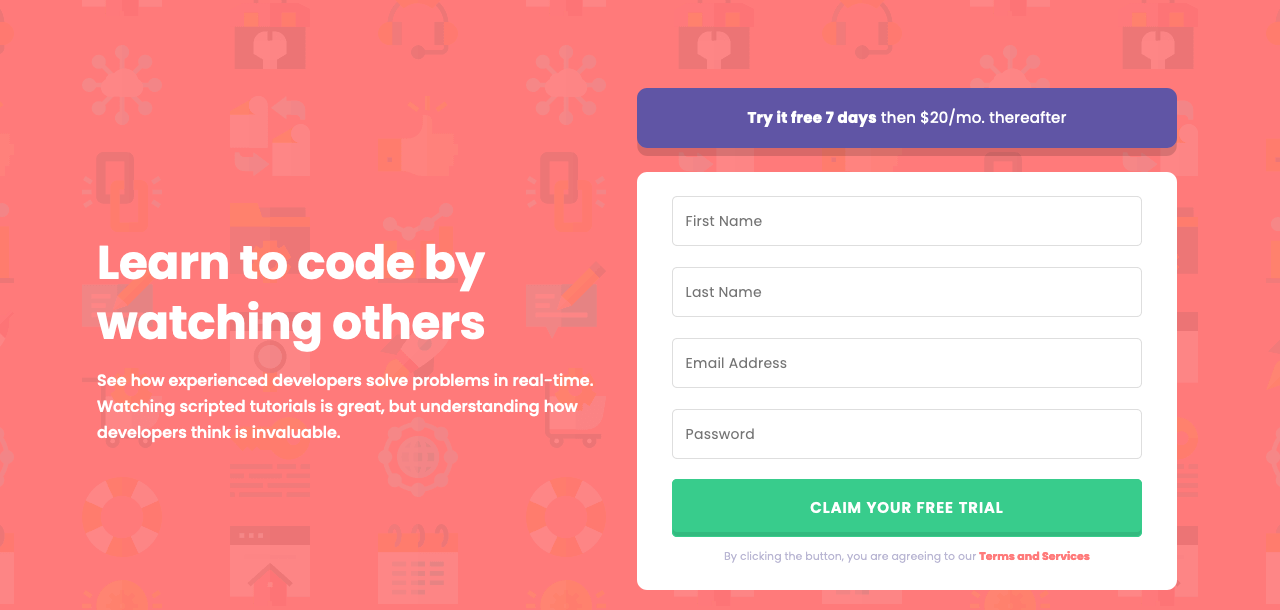 Learn to code by
watching others
See how experienced developers solve problems in real-time.
Watching scripted tutorials is great, but understanding how
developers think is invaluable.
Try it free 7 days then $20/mo. thereafter
First Name
Last Name
Email Address
Password
CLAIM YOUR FREE TRIAL
By clicking the button, you are agreeing to our Terms and Services